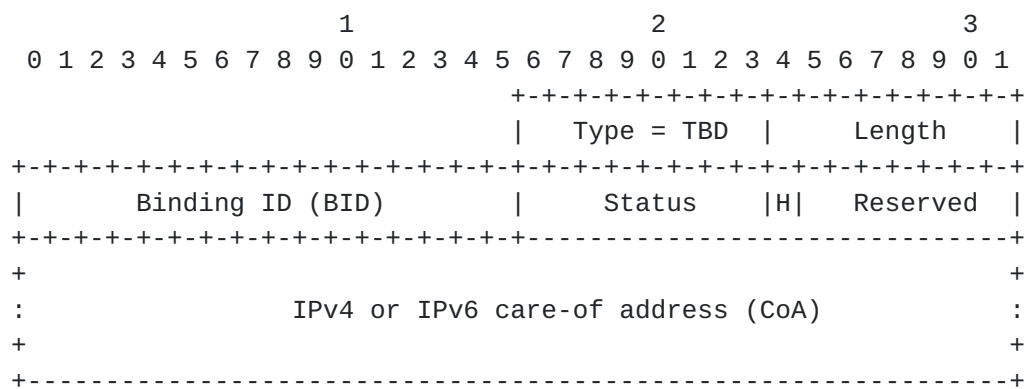 1                   2                   3
 0 1 2 3 4 5 6 7 8 9 0 1 2 3 4 5 6 7 8 9 0 1 2 3 4 5 6 7 8 9 0 1
                                +-+-+-+-+-+-+-+-+-+-+-+-+-+-+-+-+
                                |   Type = TBD  |     Length    |
+-+-+-+-+-+-+-+-+-+-+-+-+-+-+-+-+-+-+-+-+-+-+-+-+-+-+-+-+-+-+-+-+
|       Binding ID (BID)        |     Status    |H|   Reserved  |
+-+-+-+-+-+-+-+-+-+-+-+-+-+-+-+-+-------------------------------+
+                                                               +
:                 IPv4 or IPv6 care-of address (CoA)            :
+                                                               +
+---------------------------------------------------------------+